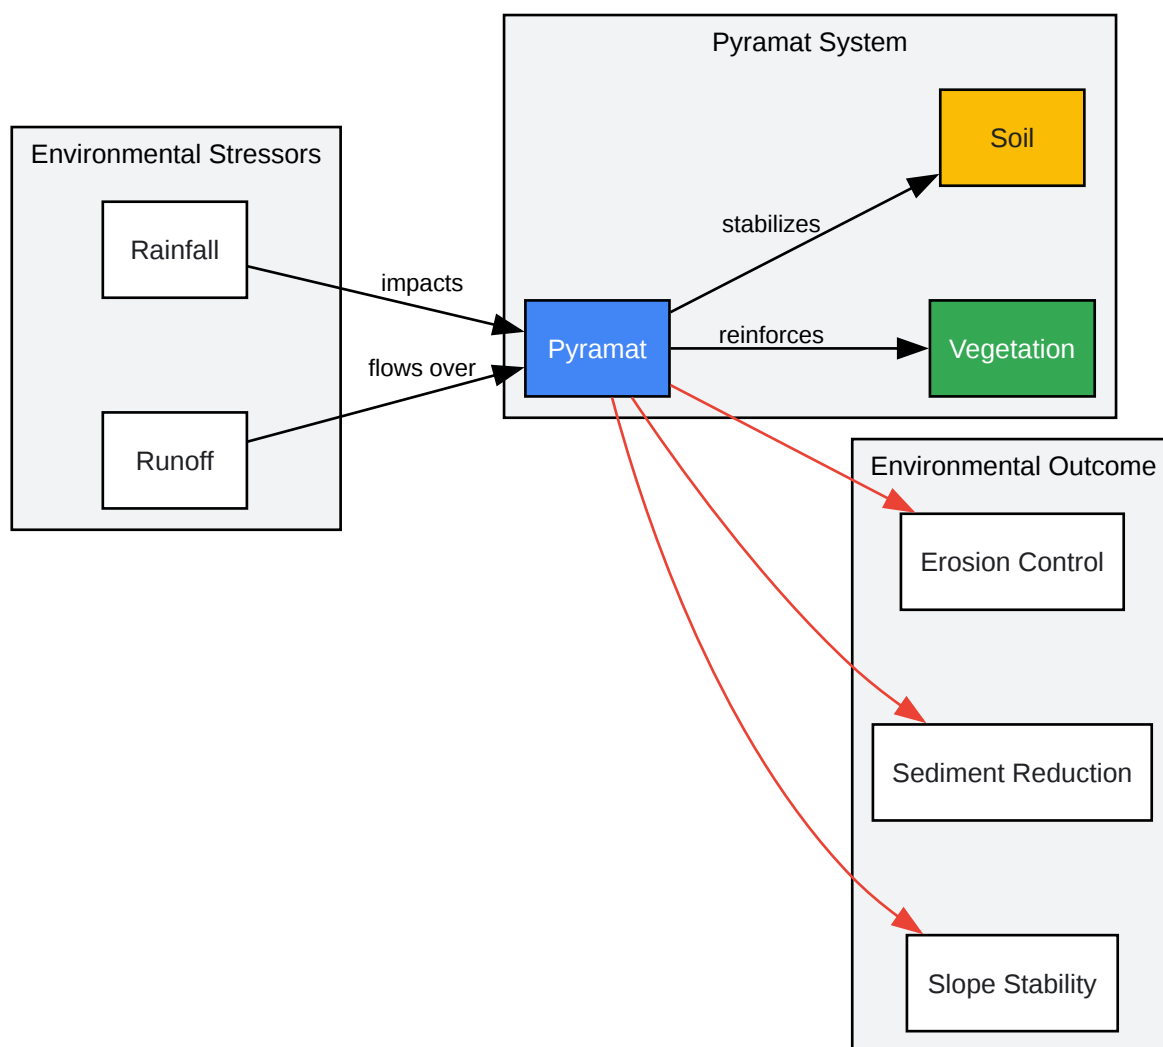 Pyramat System
Soil
Environmental Stressors
Rainfall
stabilizes
impacts
Pyramat
reinforces
Vegetation
flows over
Runoff
Environmental Outcome
Erosion Control
Sediment Reduction
Slope Stability